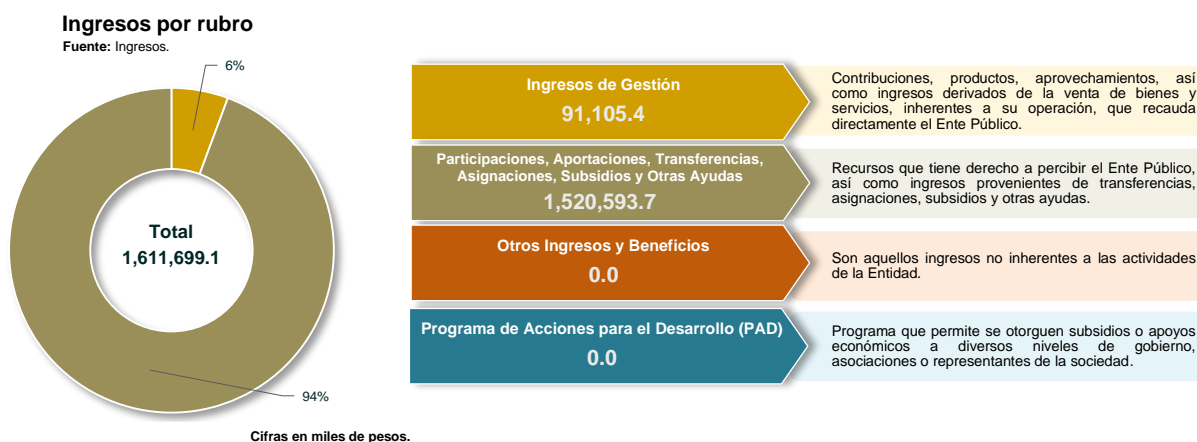 Ingresos por rubro
Fuente: Ingresos.
6%
Total
1,611,699.1
94%
Cifras en miles de pesos.
Ingresos de Gestión
91,105.4
Contribuciones, productos, aprovechamientos, así
como ingresos derivados de la venta de bienes y
servicios, inherentes a su operación, que recauda
directamente el Ente Público.
Participaciones, Aportaciones, Transferencias,
Asignaciones, Subsidios y Otras Ayudas
1,520,593.7
Recursos que tiene derecho a percibir el Ente Público,
así como ingresos provenientes de transferencias,
asignaciones, subsidios y otras ayudas.
Otros Ingresos y Beneficios
0.0
Son aquellos ingresos no inherentes a las actividades
de la Entidad.
Programa de Acciones para el Desarrollo (PAD)
0.0
Programa que permite se otorguen subsidios o apoyos
económicos a diversos niveles de gobierno,
asociaciones o representantes de la sociedad.